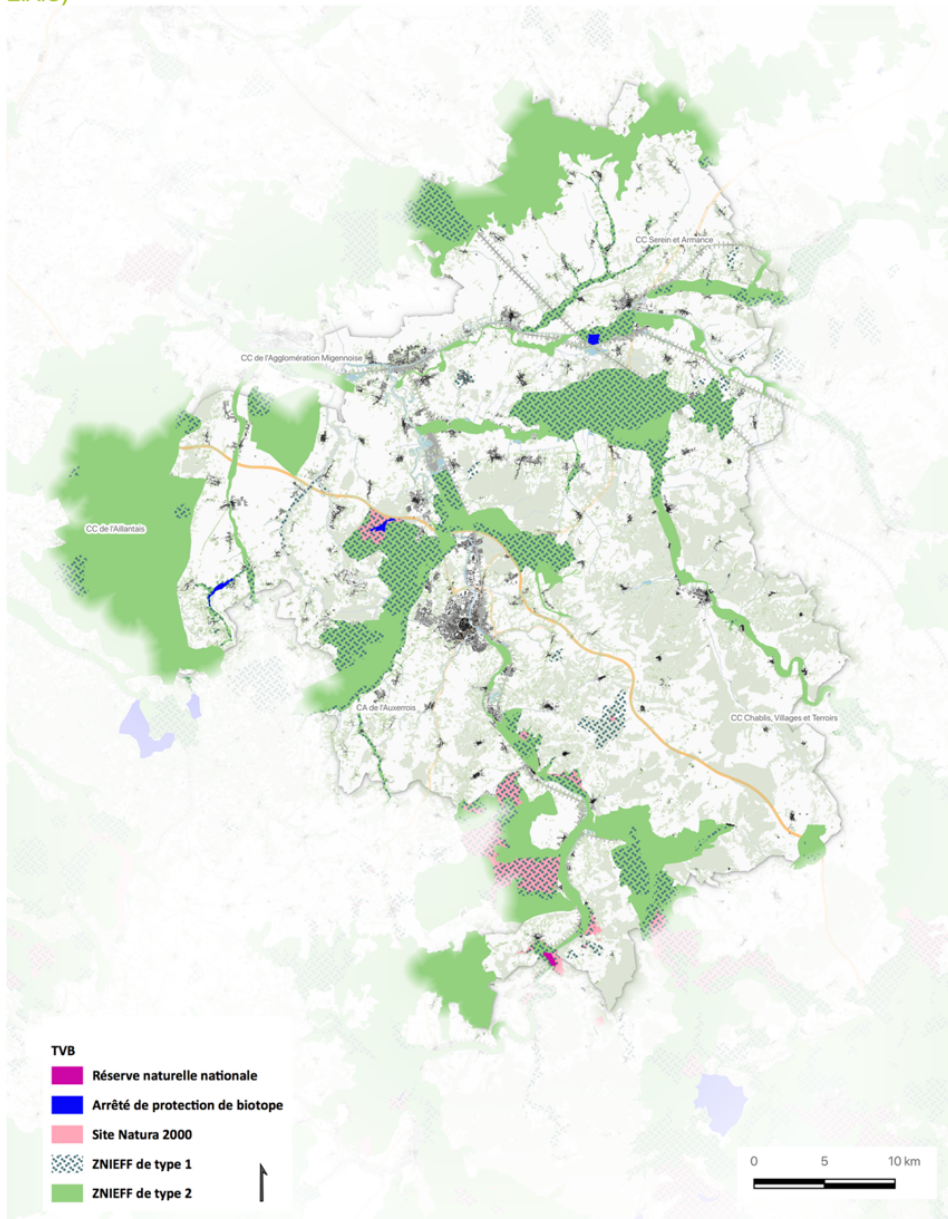 CC Serein et Armance
CC de l'Agglomération Migennoise
CC de l'Aillantais
CA de l'Auxerrois
CC Chablis, Villages et Terroirs
TVB
Réserve naturelle nationale
Arrêté de protection de biotope
Site Natura 2000
ZNIEFF de type 1
ZNIEFF de type 2
0 5 10 km